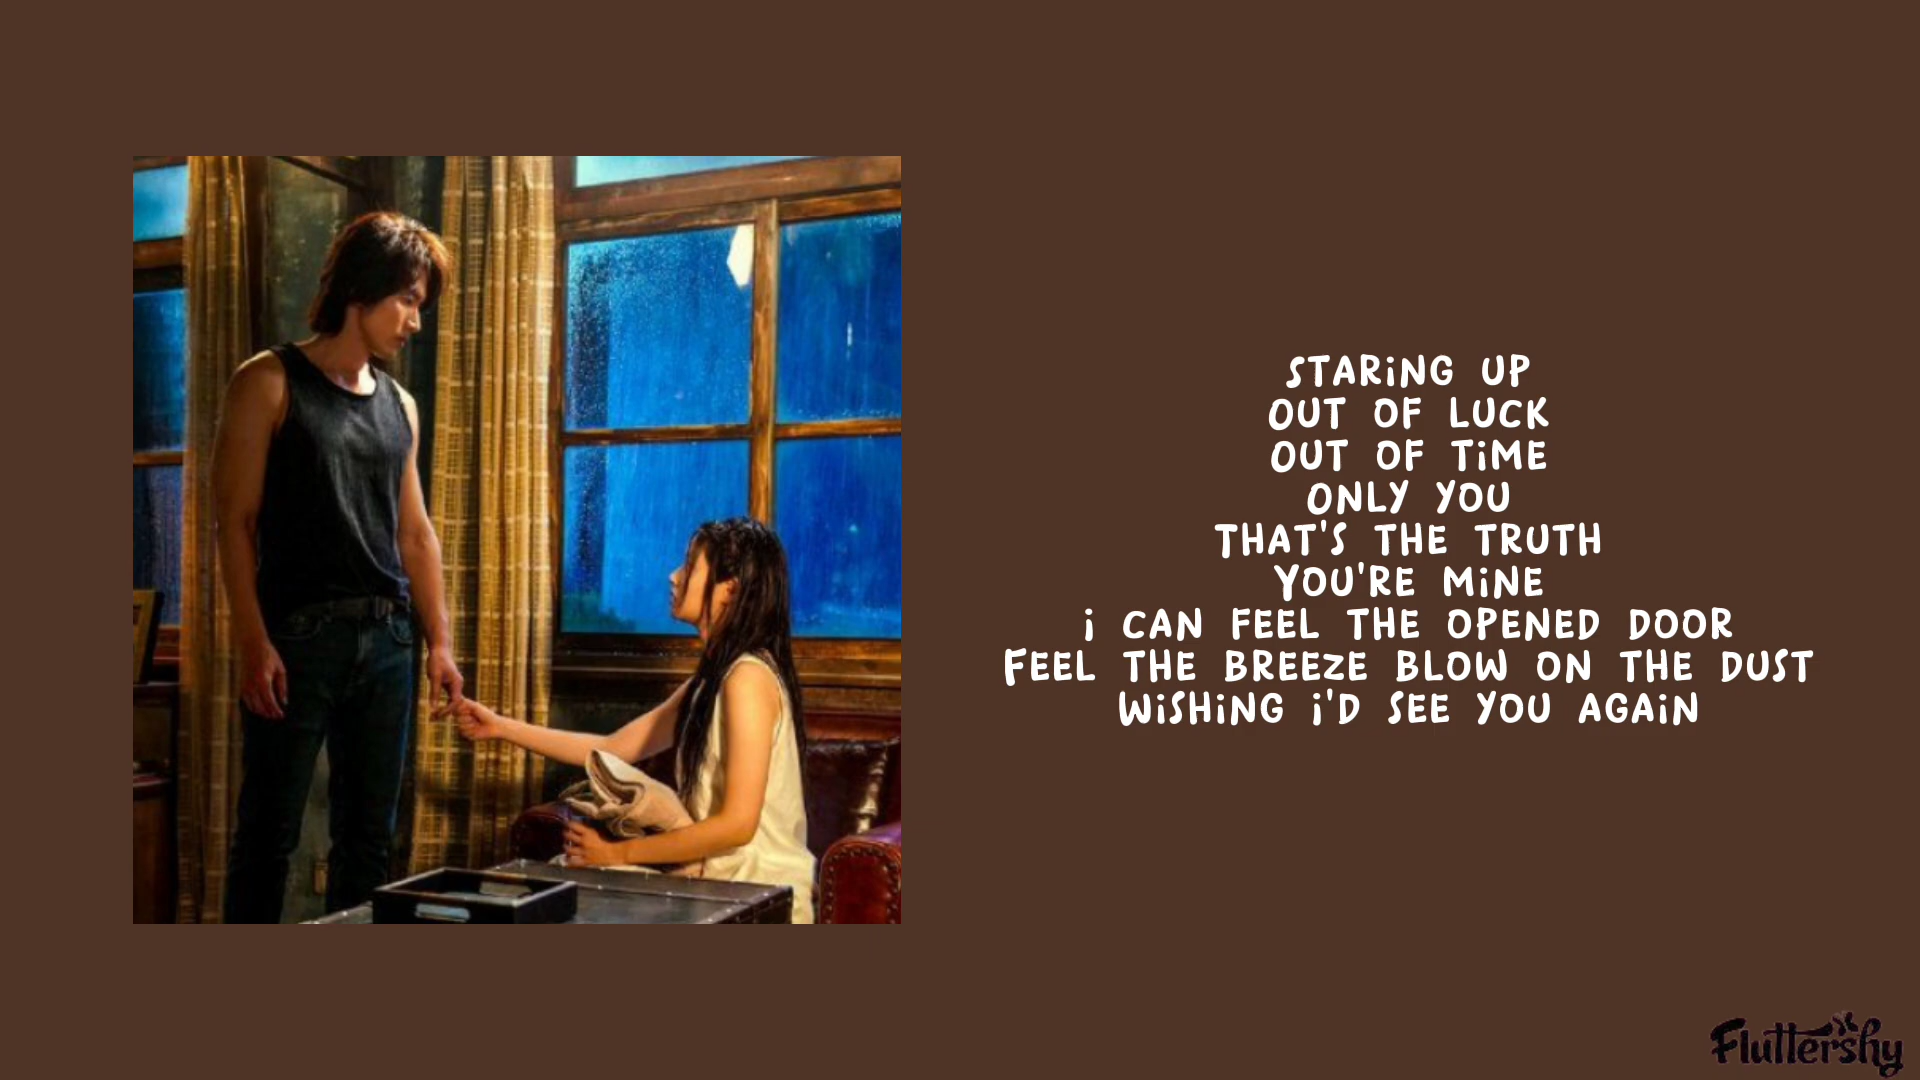 STARING UP
OUT OF LUCK
OUT OF TIME
ONLY YOU
THAT'S THE TRUTH
YOU'RE MINE
I CAN FEEL THE OPENED DOOR
FEEL THE BREEZE BLOW ON THE DUST
WISHING I'D SEE YOU AGAIN
Fluttershy